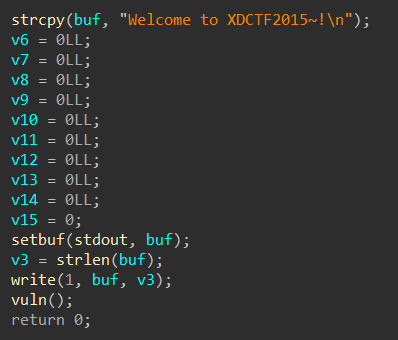 strcpy(buf, "Welcome to XDCTF2015~!\n");
v6 = 0LL;
v7 = 0LL;
v8 = 0LL;
v9 = 0LL;
v10 = 0LL;
v11 = 0LL;
v12 = 0LL;
v13 = 0LL;
v14 = 0LL;
v15 = 0;
setbuf(stdout, buf);
v3 = strlen(buf);
write(1, buf, v3);
vuln();
return 0;